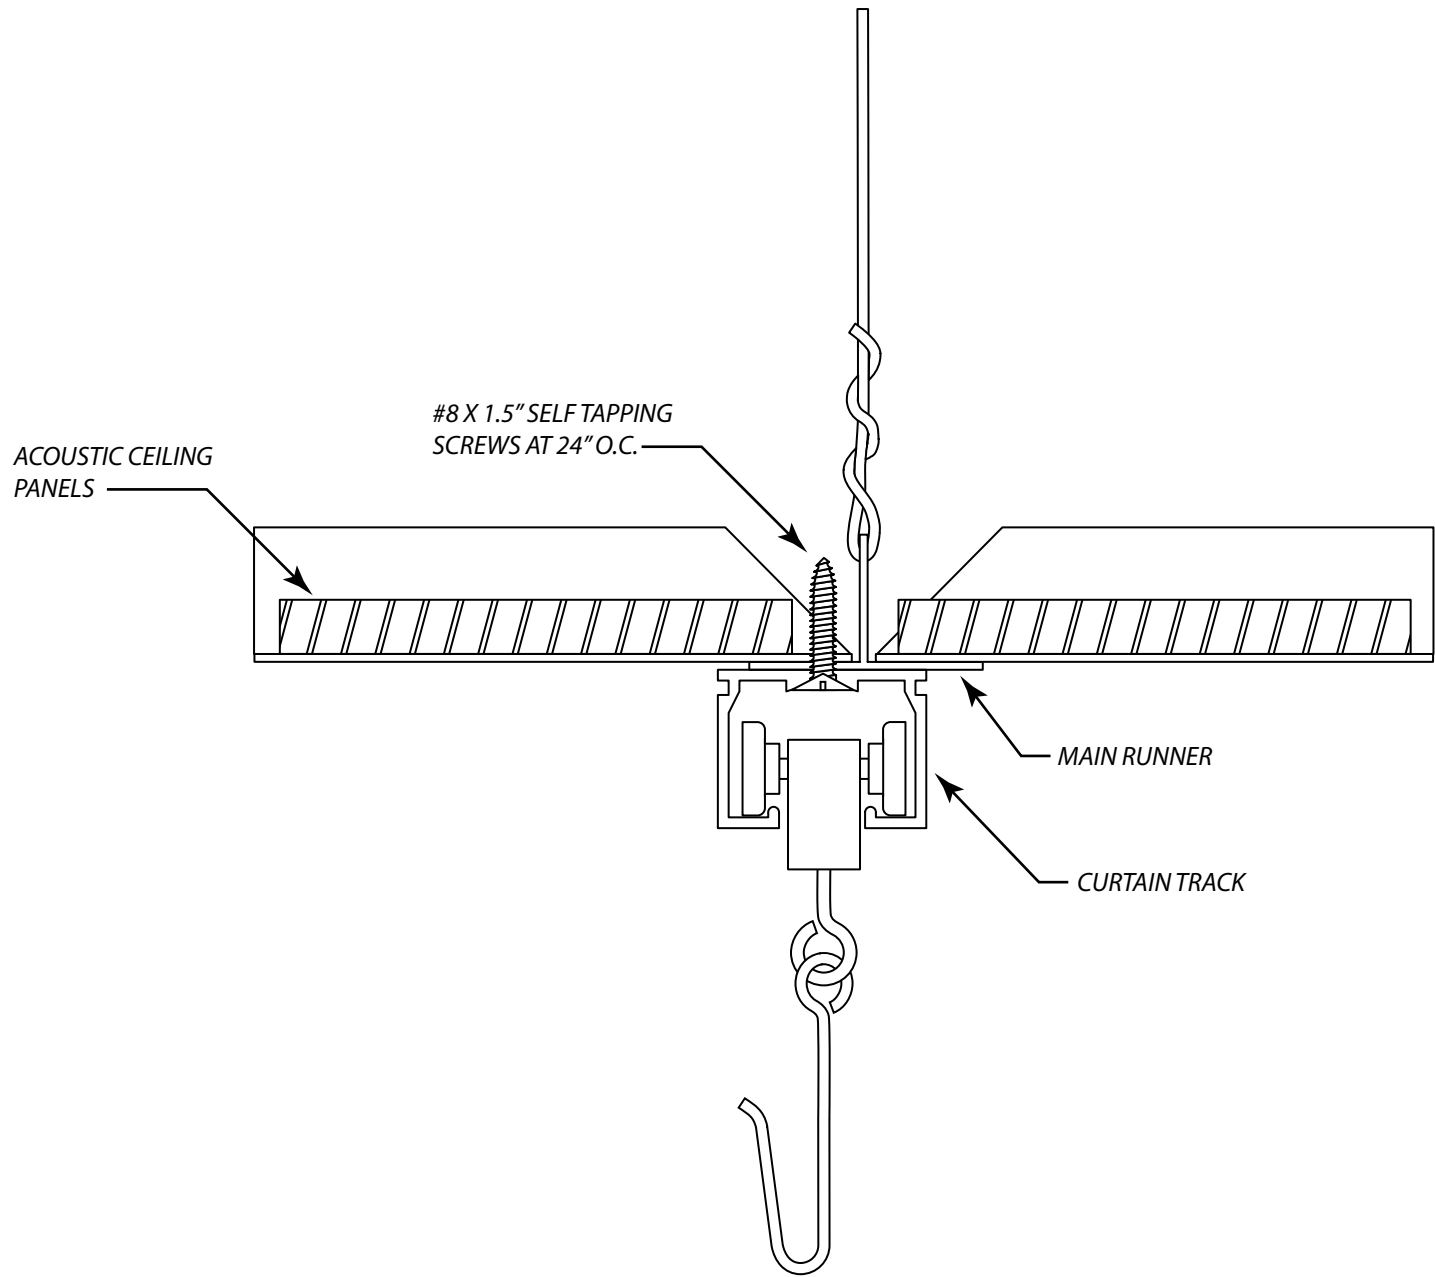 #8 X 1.5" SELF TAPPING
SCREWS AT 24" O.C.
ACOUSTIC CEILING
PANELS
MAIN RUNNER
CURTAIN TRACK